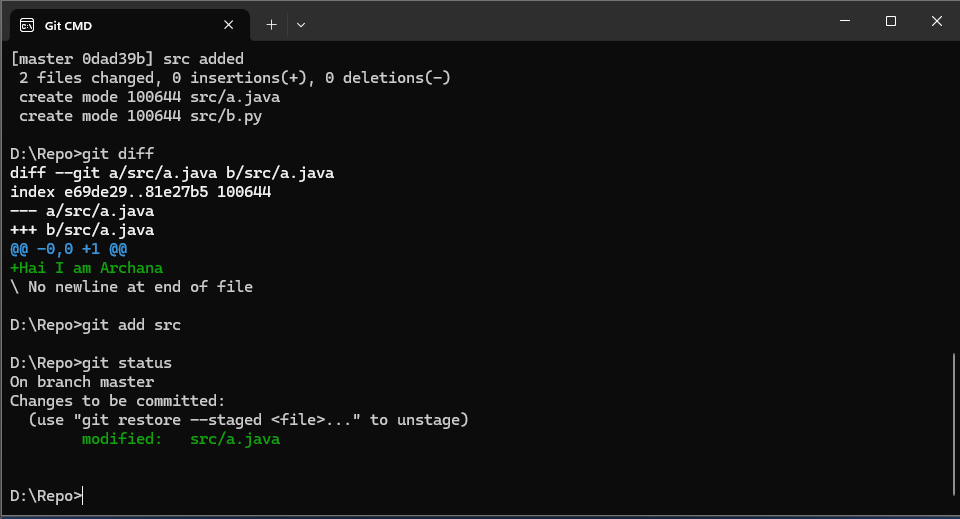 Git CMD
[master 0dad39b] src added
 2 files changed, 0 insertions(+), 0 deletions(-)
 create mode 100644 src/a.java
 create mode 100644 src/b.py
D:\Repo>git diff
diff --git a/src/a.java b/src/a.java
index e69de29..81e27b5 100644
--- a/src/a.java
+++ b/src/a.java
@@ -0,0 +1 @@
+Hai I am Archana
\ No newline at end of file
D:\Repo>git add src
D:\Repo>git status
On branch master
Changes to be committed:
  (use "git restore --staged <file>..." to unstage)
        modified:   src/a.java
D:\Repo>